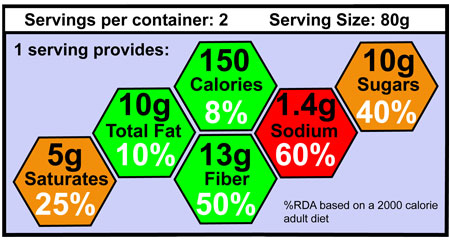 Servings per container: 2 Serving Size: 80g
1 serving provides:
150
Calories
8%
10g
Sugars
40%
10g
Total Fat
10%
1.4g
Sodium
60%
5g
Saturates
25%
13g
Fiber
50%
%RDA based on a 2000 calorie
adult diet